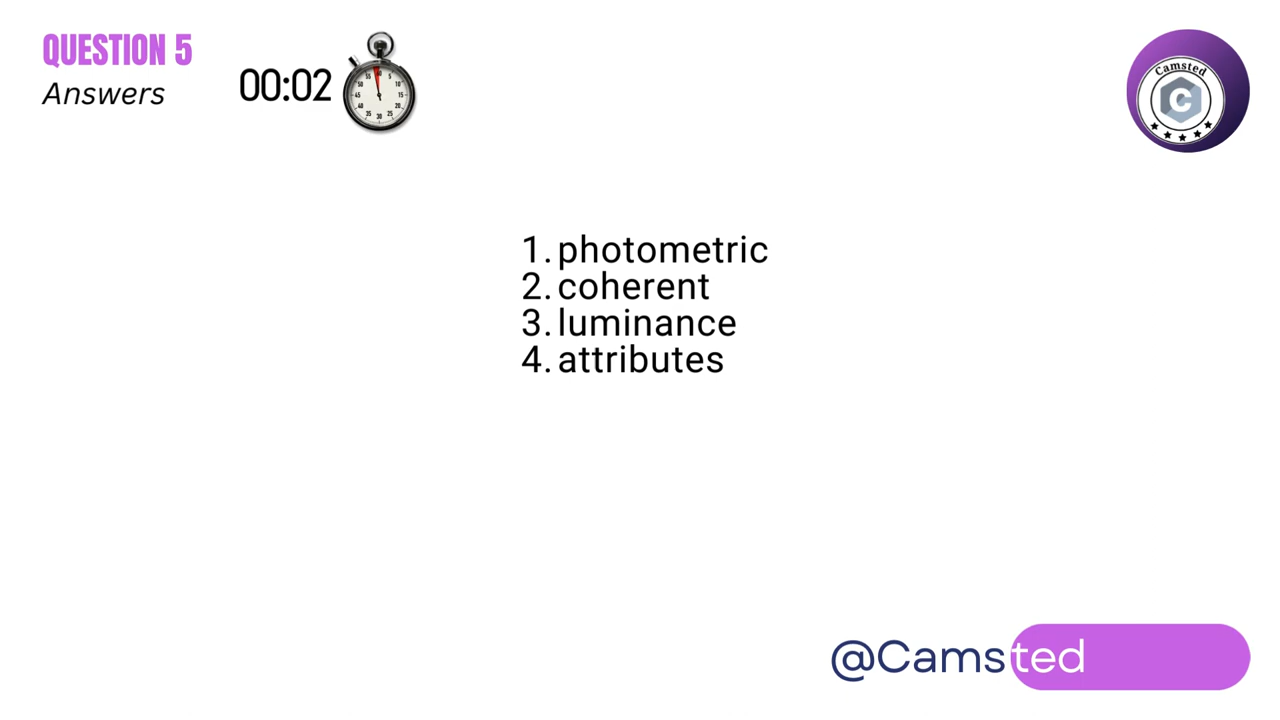 QUESTION 5
Answers
00:02
Camsted
C
1. photometric
2. coherent
3. luminance
4. attributes
@Camsted